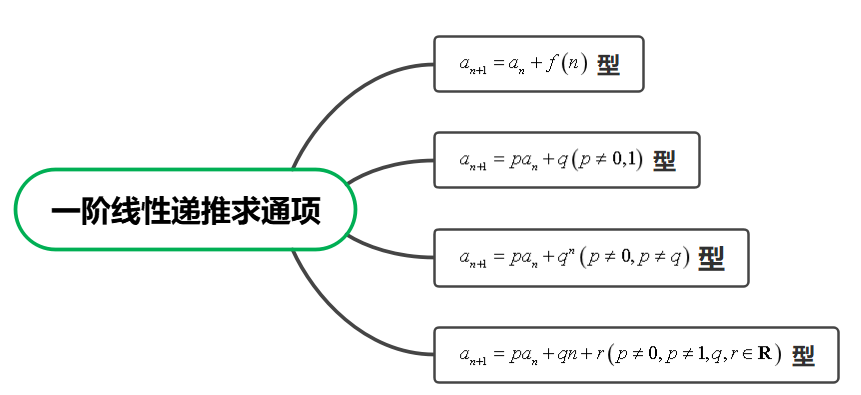 a_{n+1} = a_n + f(n) 型
a_{n+1} = pa_n + q(p ≠ 0,1) 型
一阶线性递推求通项
a_{n+1} = pa_n + q^n(p ≠ 0, p ≠ q) 型
a_{n+1} = pa_n + qn + r(p ≠ 0, p ≠ 1, q, r ∈ R) 型